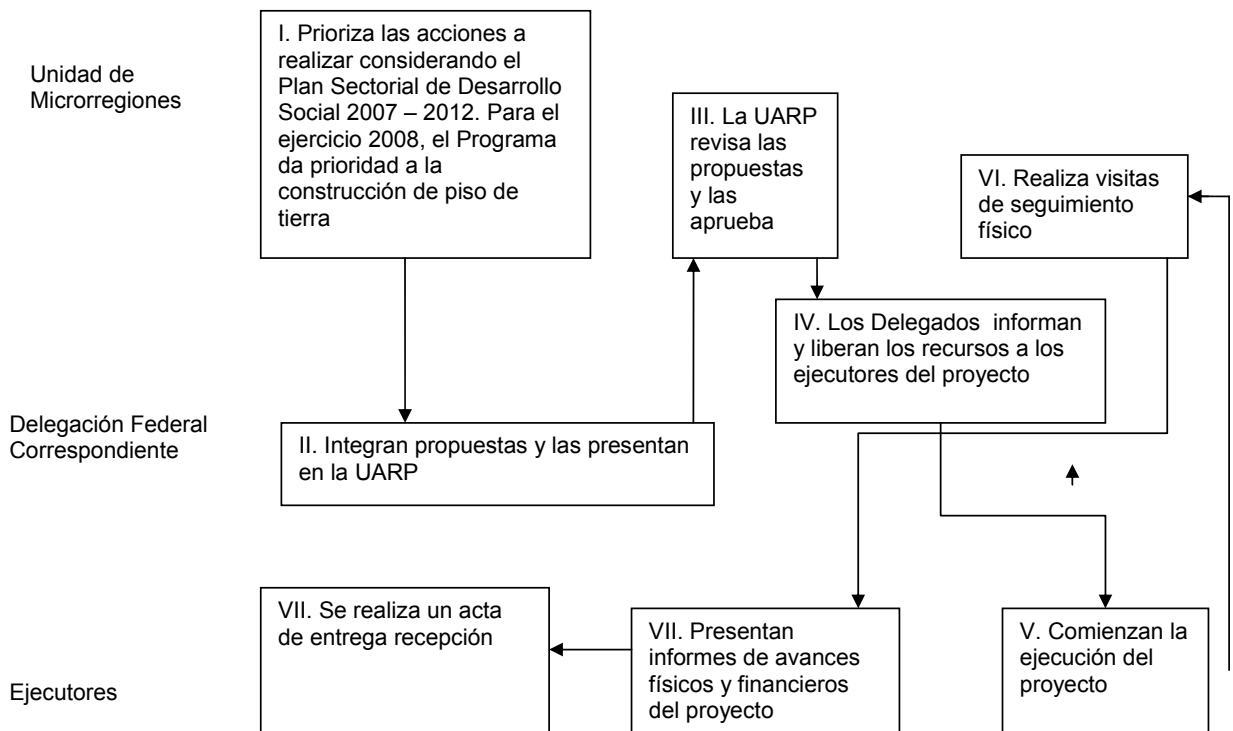 Unidad de
Microrregiones
I. Prioriza las acciones a
realizar considerando el
Plan Sectorial de Desarrollo
Social 2007 – 2012. Para el
ejercicio 2008, el Programa
da prioridad a la
construcción de piso de
tierra
III. La UARP
revisa las
propuestas
y las
aprueba
VI. Realiza visitas
de seguimiento
físico
IV. Los Delegados informan
y liberan los recursos a los
ejecutores del proyecto
Delegación Federal
Correspondiente
II. Integran propuestas y las presentan
en la UARP
Ejecutores
VII. Se realiza un acta
de entrega recepción
VII. Presentan
informes de avances
físicos y financieros
del proyecto
V. Comienzan la
ejecución del
proyecto